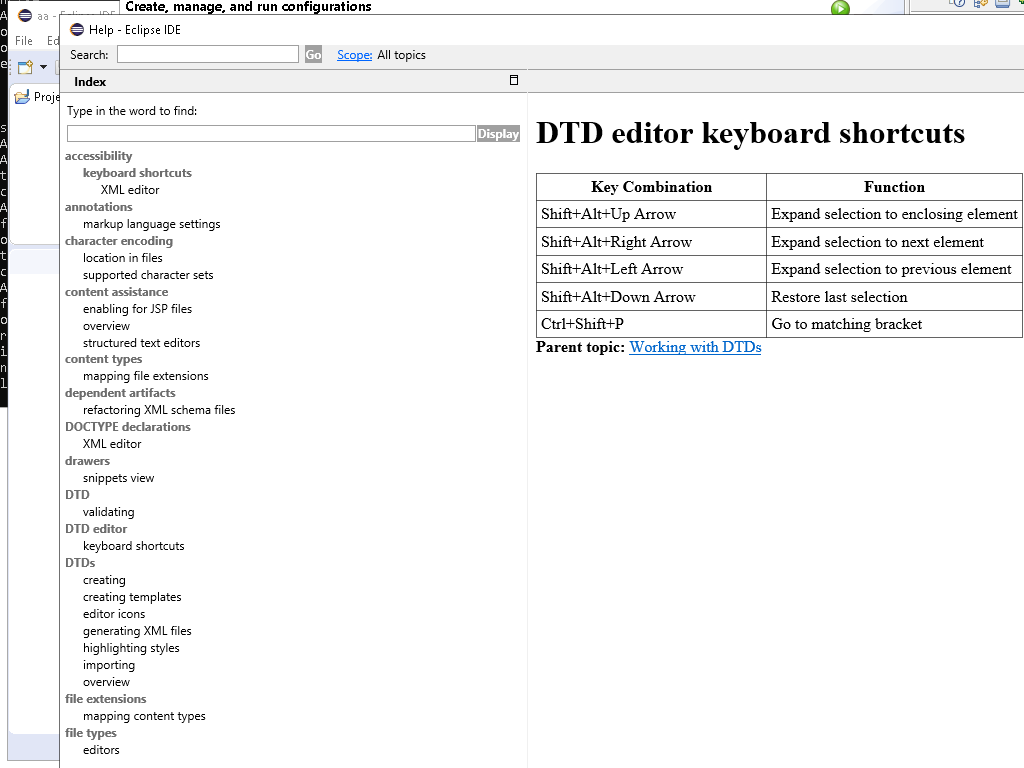 Create, manage, and run configurations
aa - Eclipse IDE
File Ed
Proje
Help - Eclipse IDE
Search: Go Scope: All topics
Index
Type in the word to find:
Display
accessibility
keyboard shortcuts
XML editor
annotations
markup language settings
character encoding
location in files
supported character sets
content assistance
enabling for JSP files
overview
structured text editors
content types
mapping file extensions
dependent artifacts
refactoring XML schema files
DOCTYPE declarations
XML editor
drawers
snippets view
DTD
validating
DTD editor
keyboard shortcuts
DTDs
creating
creating templates
editor icons
generating XML files
highlighting styles
importing
overview
file extensions
mapping content types
file types
editors
DTD editor keyboard shortcuts
Key Combination Function
Shift+Alt+Up Arrow Expand selection to enclosing element
Shift+Alt+Right Arrow Expand selection to next element
Shift+Alt+Left Arrow Expand selection to previous element
Shift+Alt+Down Arrow Restore last selection
Ctrl+Shift+P Go to matching bracket
Parent topic: Working with DTDs